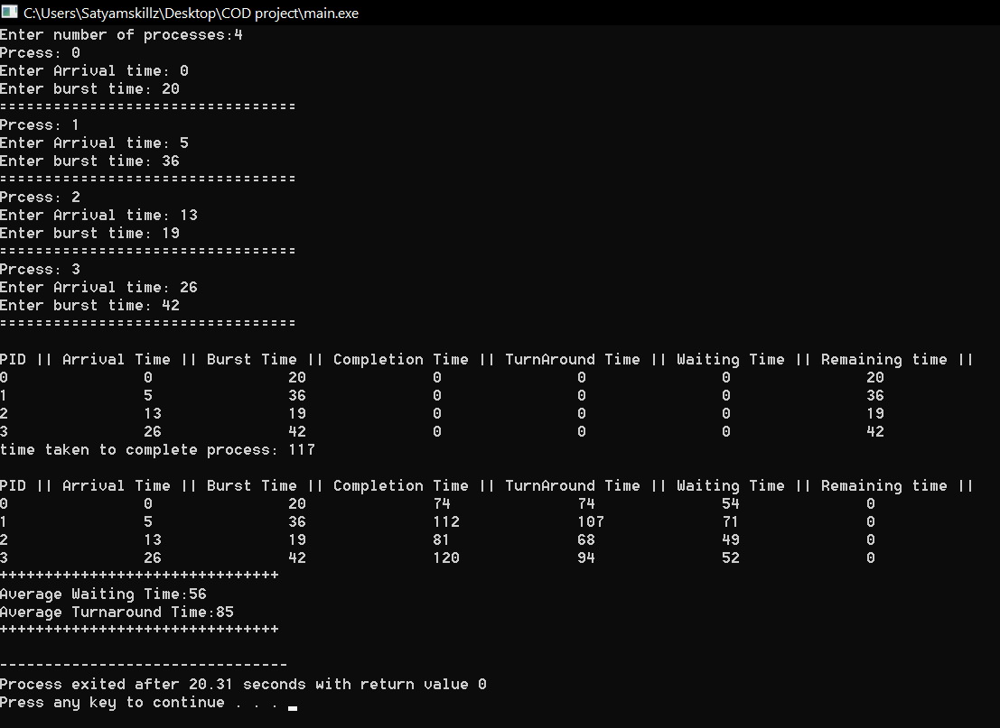 C:\Users\Satyamskillz\Desktop\COD project\main.exe
Enter number of processes:4
Prcess: 0
Enter Arrival time: 0
Enter burst time: 20
=================================
Prcess: 1
Enter Arrival time: 5
Enter burst time: 36
=================================
Prcess: 2
Enter Arrival time: 13
Enter burst time: 19
=================================
Prcess: 3
Enter Arrival time: 26
Enter burst time: 42
=================================
PID || Arrival Time || Burst Time || Completion Time || TurnAround Time || Waiting Time || Remaining time ||
0 0 20 0 0 0 20
1 5 36 0 0 0 36
2 13 19 0 0 0 19
3 26 42 0 0 0 42
time taken to complete process: 117
PID || Arrival Time || Burst Time || Completion Time || TurnAround Time || Waiting Time || Remaining time ||
0 0 20 74 74 54 0
1 5 36 112 107 71 0
2 13 19 81 68 49 0
3 26 42 120 94 52 0
+++++++++++++++++++++++++++++++
Average Waiting Time:56
Average Turnaround Time:85
+++++++++++++++++++++++++++++++
--------------------------------
Process exited after 20.31 seconds with return value 0
Press any key to continue . . .